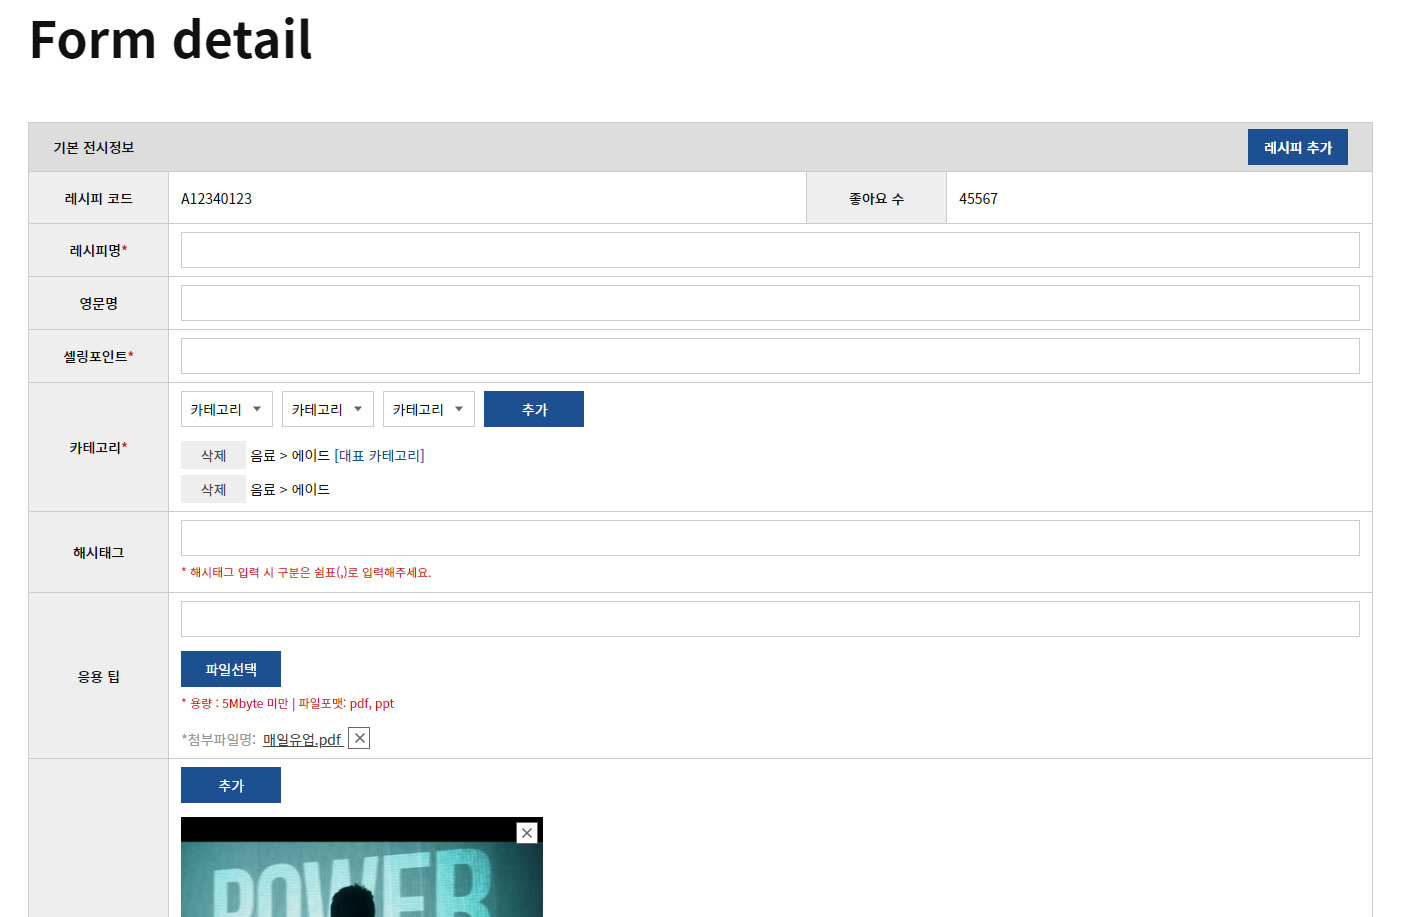 Form detail
기본 전시정보
레시피 추가
레시피 코드
A12340123
좋아요 수
45567
레시피명*
영문명
셀링포인트*
카테고리*
카테고리
카테고리
카테고리
추가
삭제
음료 > 에이드 [대표 카테고리]
삭제
음료 > 에이드
해시태그
* 해시태그 입력 시 구분은 쉼표(,)로 입력해주세요.
응용 팁
파일선택
* 용량 : 5Mbyte 미만 | 파일포맷: pdf, ppt
*첨부파일명: 매일유업.pdf
추가
POWER